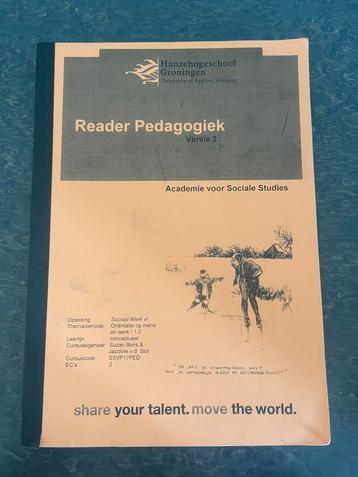 Hanzehogeschool
Groningen
University of Applied Sciences
Reader Pedagogiek
Versie 2
Academie voor Sociale Studies
Opleiding Sociaal Werk vt
Thema/periode Oriëntatie op mens
en werk / 1.2
Leerlijn conceptueel
Cursuseigenaar Suzan Bons &
Jacoline v.d. Slot
Cursuscode SSVP17PED
EC's 2
share your talent. move the world.